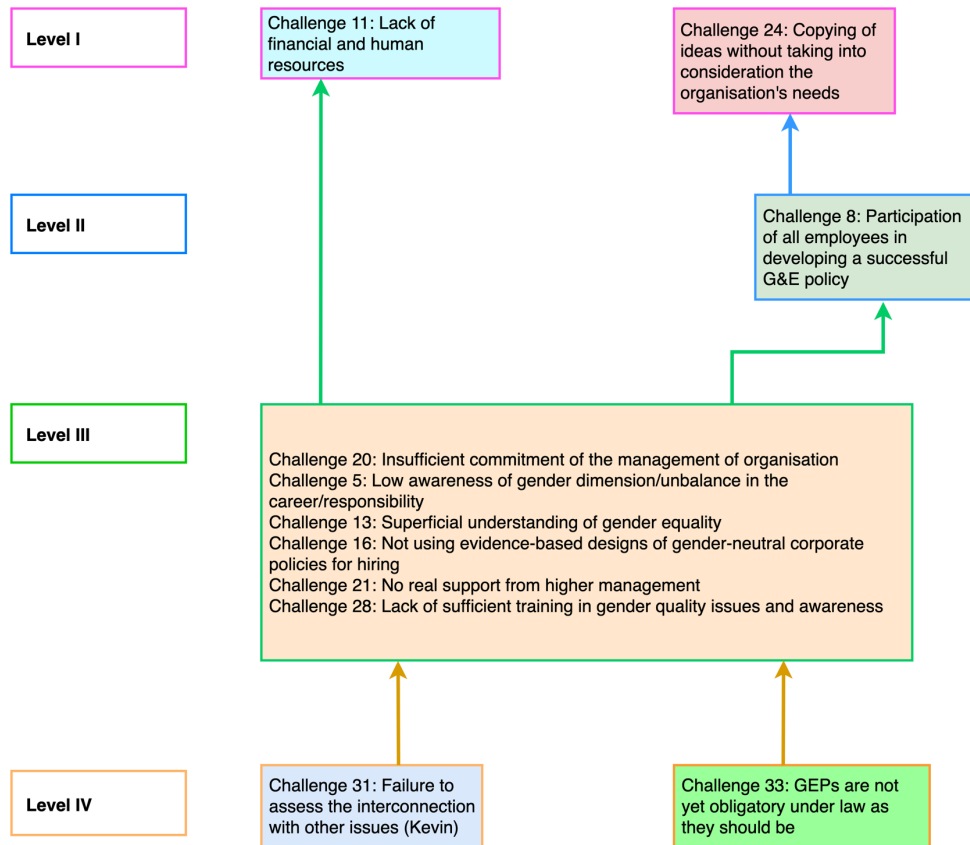 Level I
Challenge 11: Lack of
financial and human
resources
Challenge 24: Copying of
ideas without taking into
consideration the
organisation's needs
Level II
Challenge 8: Participation
of all employees in
developing a successful
G&E policy
Level III
Challenge 20: Insufficient commitment of the management of organisation
Challenge 5: Low awareness of gender dimension/unbalance in the
career/responsibility
Challenge 13: Superficial understanding of gender equality
Challenge 16: Not using evidence-based designs of gender-neutral corporate
policies for hiring
Challenge 21: No real support from higher management
Challenge 28: Lack of sufficient training in gender quality issues and awareness
Level IV
Challenge 31: Failure to
assess the interconnection
with other issues (Kevin)
Challenge 33: GEPs are not
yet obligatory under law as
they should be